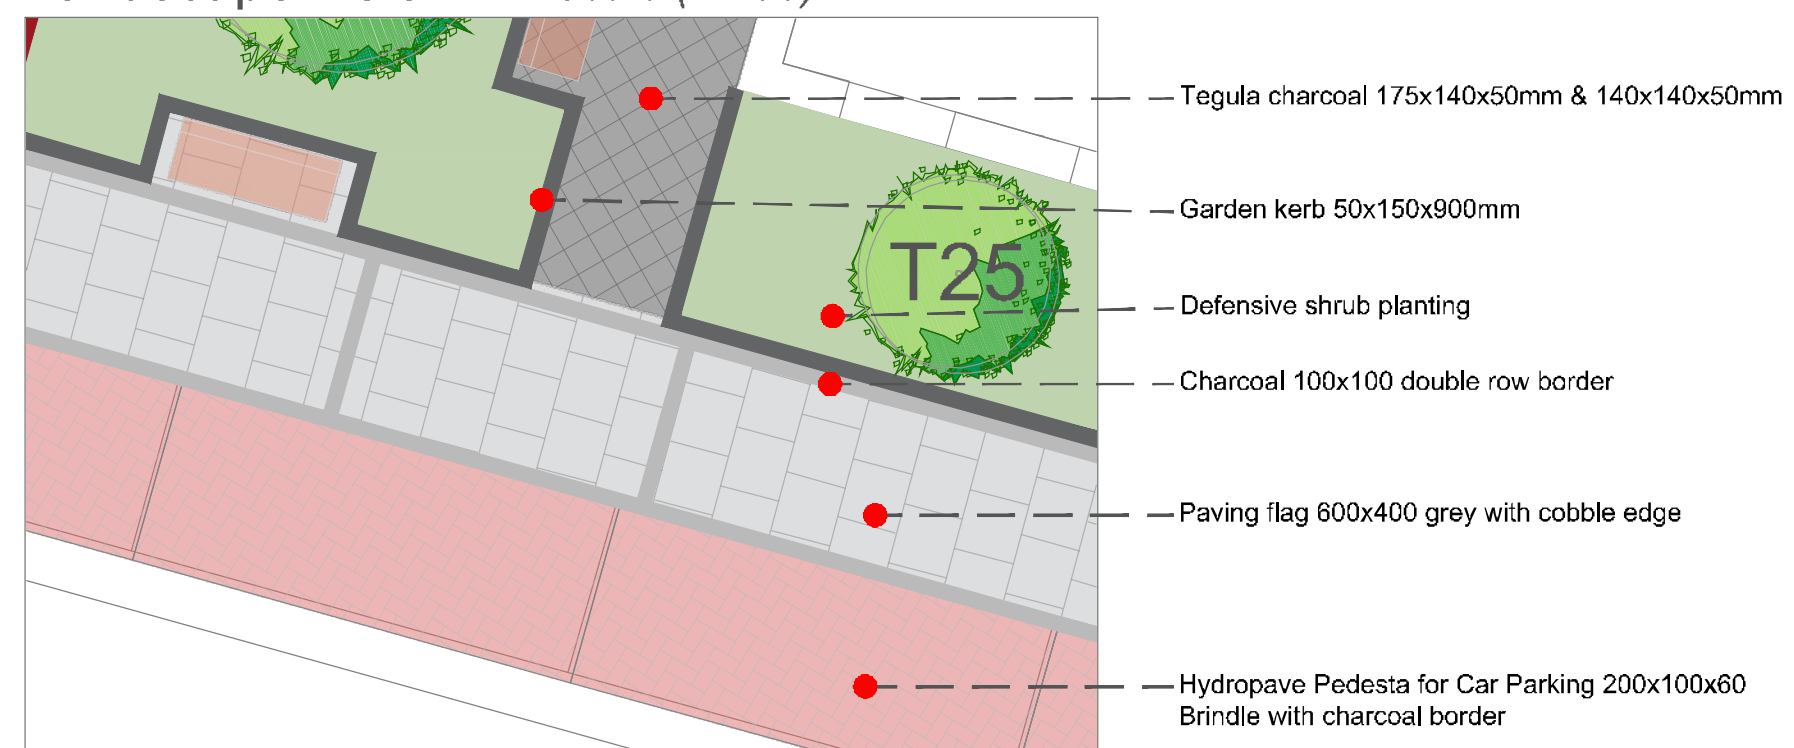 Tegula charcoal 175x140x50mm & 140x140x50mm
Garden kerb 50x150x900mm
T25
Defensive shrub planting
Charcoal 100x100 double row border
Paving flag 600x400 grey with cobble edge
Hydropave Pedesta for Car Parking 200x100x60
Brindle with charcoal border